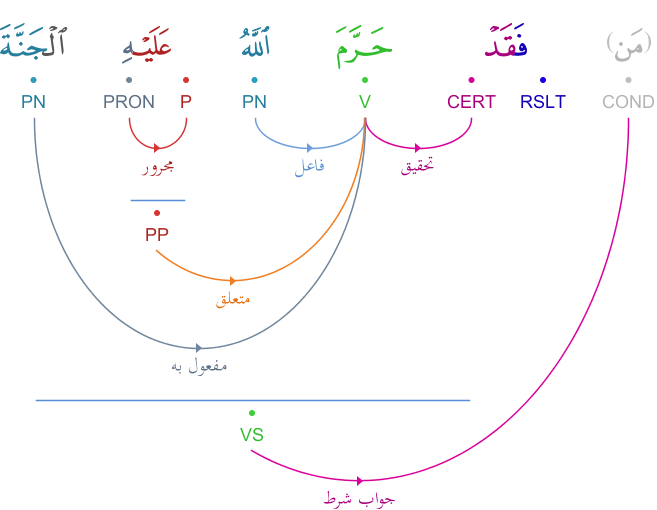 (مَن) فَقَدْ حَرَّمَ ٱللَّهُ عَلَيْهِ ٱلْجَنَّةَ
COND RSLT CERT V PN P PRON PN
مجرور فاعل تحقيق
PP
متعلق
مفعول به
VS
جواب شرط